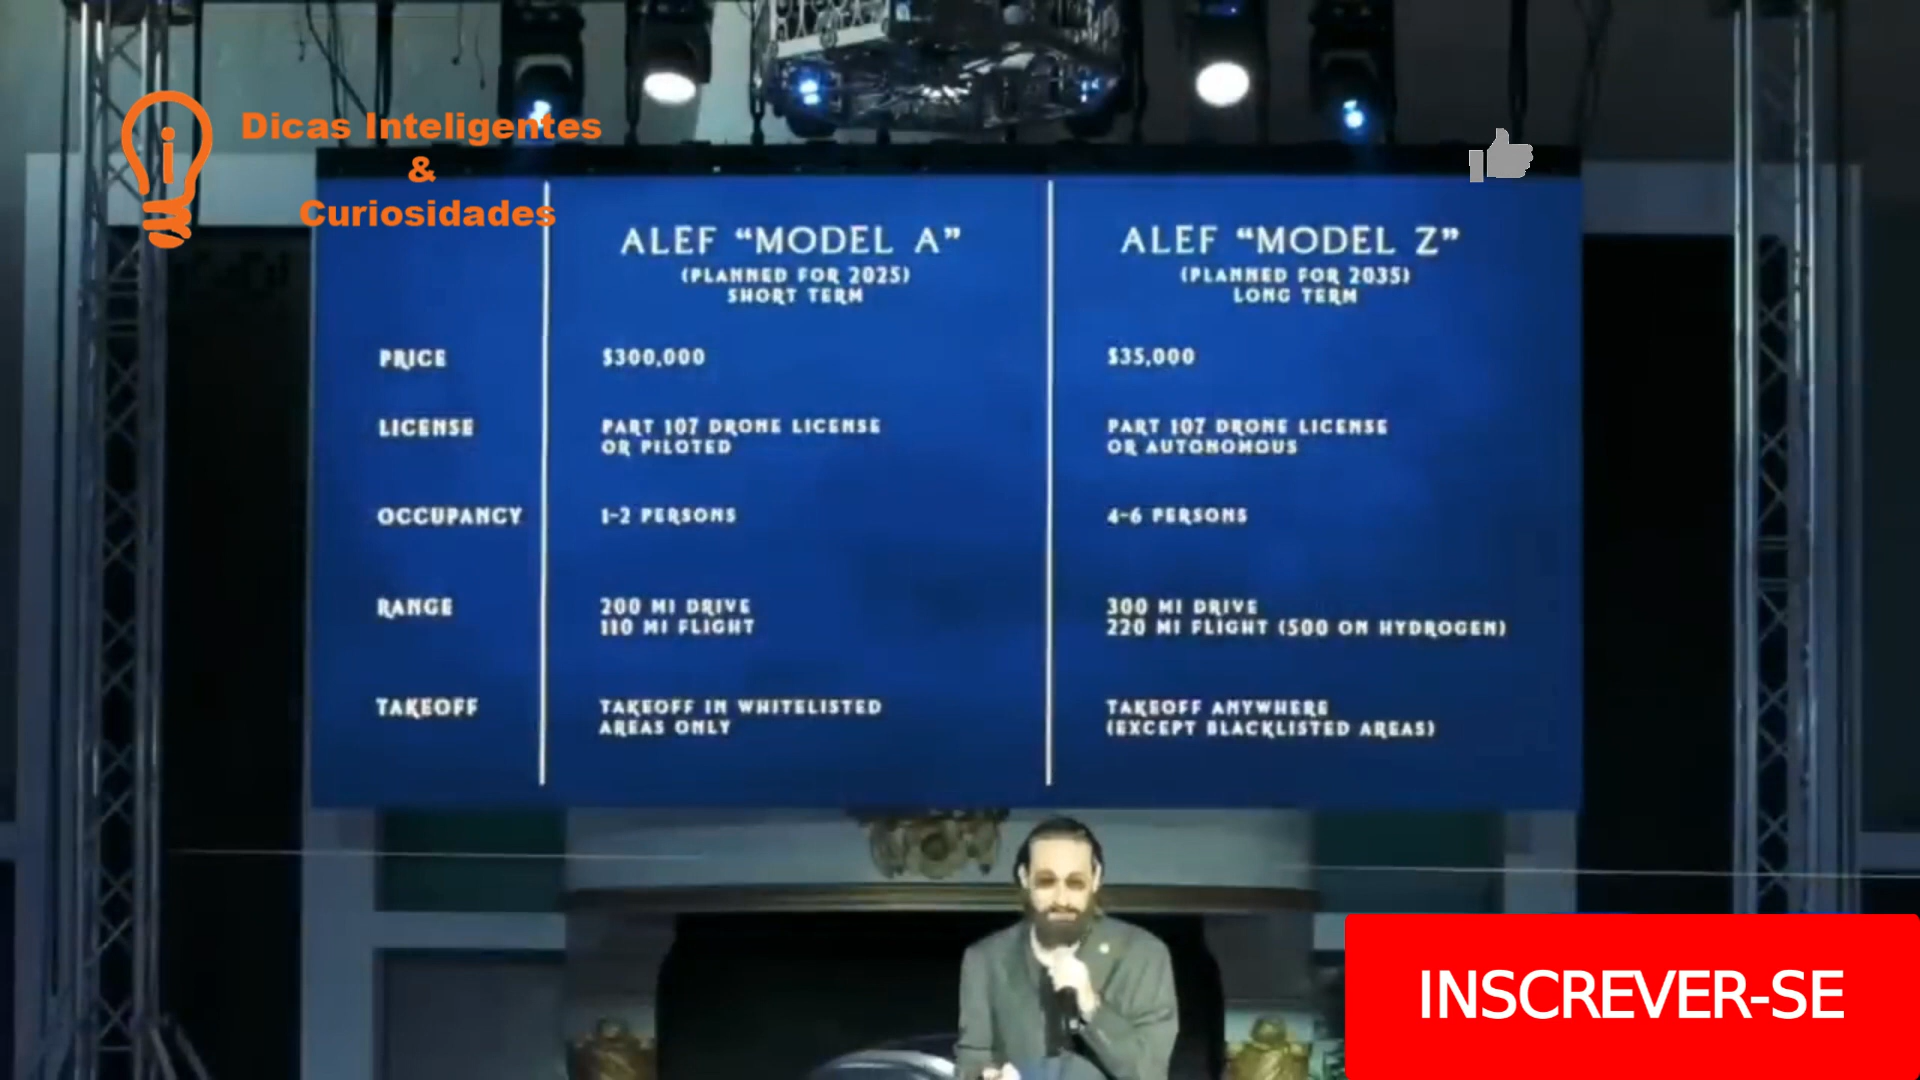 Dicas Inteligentes
&
Curiosidades
ALEF “MODEL A”
(PLANNED FOR 2025)
SHORT TERM
ALEF “MODEL Z”
(PLANNED FOR 2035)
LONG TERM
PRICE
$300,000
$35,000
LICENSE
PART 107 DRONE LICENSE
OR PILOTED
PART 107 DRONE LICENSE
OR AUTONOMOUS
OCCUPANCY
1-2 PERSONS
4-6 PERSONS
RANGE
200 MI DRIVE
110 MI FLIGHT
300 MI DRIVE
220 MI FLIGHT (500 ON HYDROGEN)
TAKEOFF
TAKEOFF IN WHITELISTED
AREAS ONLY
TAKEOFF ANYWHERE
(EXCEPT BLACKLISTED AREAS)
INSCREVER-SE